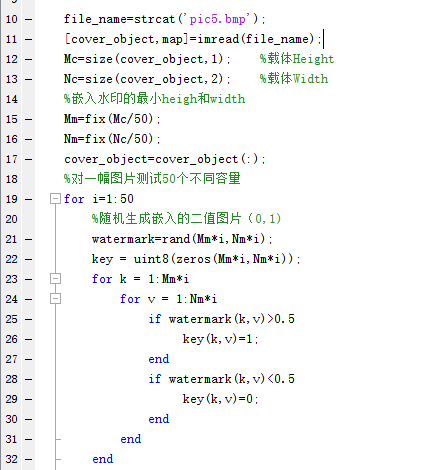 10 file_name=strcat('pic5.bmp');
11 [cover_object,map]=imread(file_name);
12 Mc=size(cover_object,1); %载体Height
13 Nc=size(cover_object,2); %载体Width
14 %嵌入水印的最小heigh和width
15 Mm=fix(Mc/50);
16 Nm=fix(Nc/50);
17 cover_object=cover_object(:);
18 %对一幅图片测试50个不同容量
19 for i=1:50
20 %随机生成嵌入的二值图片（0,1）
21 watermark=rand(Mm*i,Nm*i);
22 key = uint8(zeros(Mm*i,Nm*i));
23 for k = 1:Mm*i
24 for v = 1:Nm*i
25 if watermark(k,v)>0.5
26 key(k,v)=1;
27 end
28 if watermark(k,v)<0.5
29 key(k,v)=0;
30 end
31 end
32 end